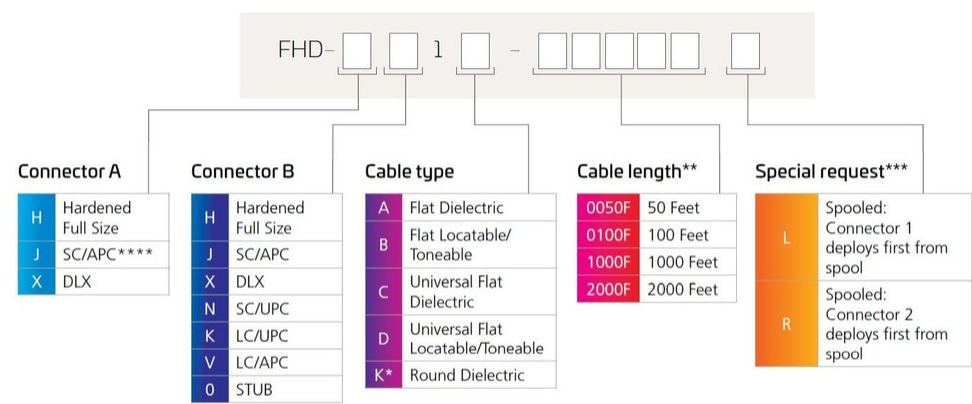 FHD- 1 -
Connector A
H
Hardened
Full Size
J SC/APC****
X DLX
Connector B
H
Hardened
Full Size
J SC/APC
X DLX
N SC/UPC
K LC/UPC
V LC/APC
0 STUB
Cable type
A Flat Dielectric
B
Flat Locatable/
Toneable
C
Universal Flat
Dielectric
D
Universal Flat
Locatable/Toneable
K* Round Dielectric
Cable length**
0050F 50 Feet
0100F 100 Feet
1000F 1000 Feet
2000F 2000 Feet
Special request***
L
Spooled:
Connector 1
deploys first from
spool
R
Spooled:
Connector 2
deploys first from
spool